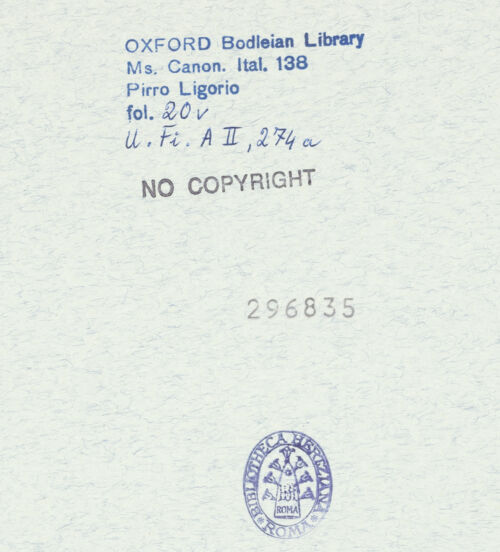 OXFORD Bodleian Library
Ms. Canon. Ital. 138
Pirro Ligorio
fol. 20v
U. Fi. A II, 274a
NO COPYRIGHT
296835
BIBLIOTHECA HERTZIANA
ROMA
* ROMA *